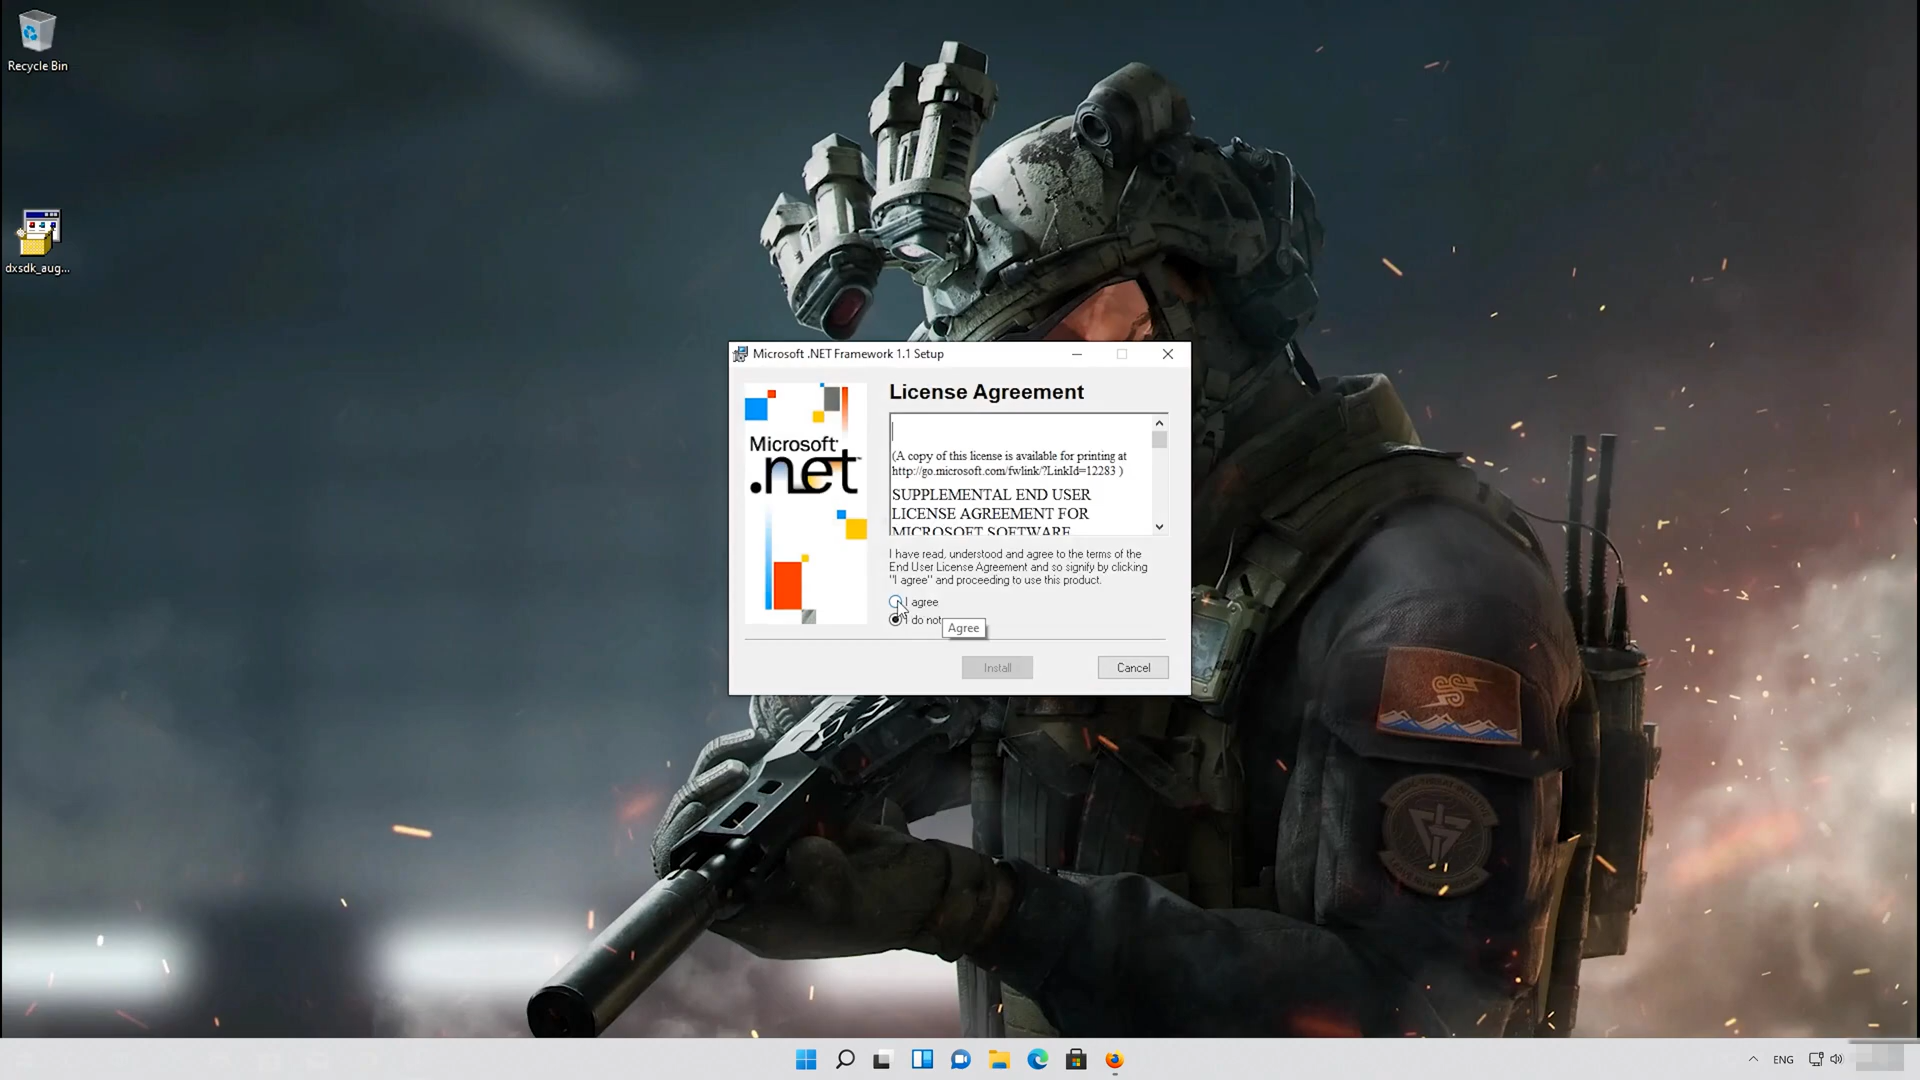 Recycle Bin
dxsdk_aug...
Microsoft .NET Framework 1.1 Setup
Microsoft
.net
License Agreement
(A copy of this license is available for printing at
http://go.microsoft.com/fwlink/?LinkId=12283 )
SUPPLEMENTAL END USER
LICENSE AGREEMENT FOR
MICROSOFT SOFTWARE
I have read, understood and agree to the terms of the
End User License Agreement and so signify by clicking
"I agree" and proceeding to use this product.
I agree
I do not
Agree
Install
Cancel
ENG